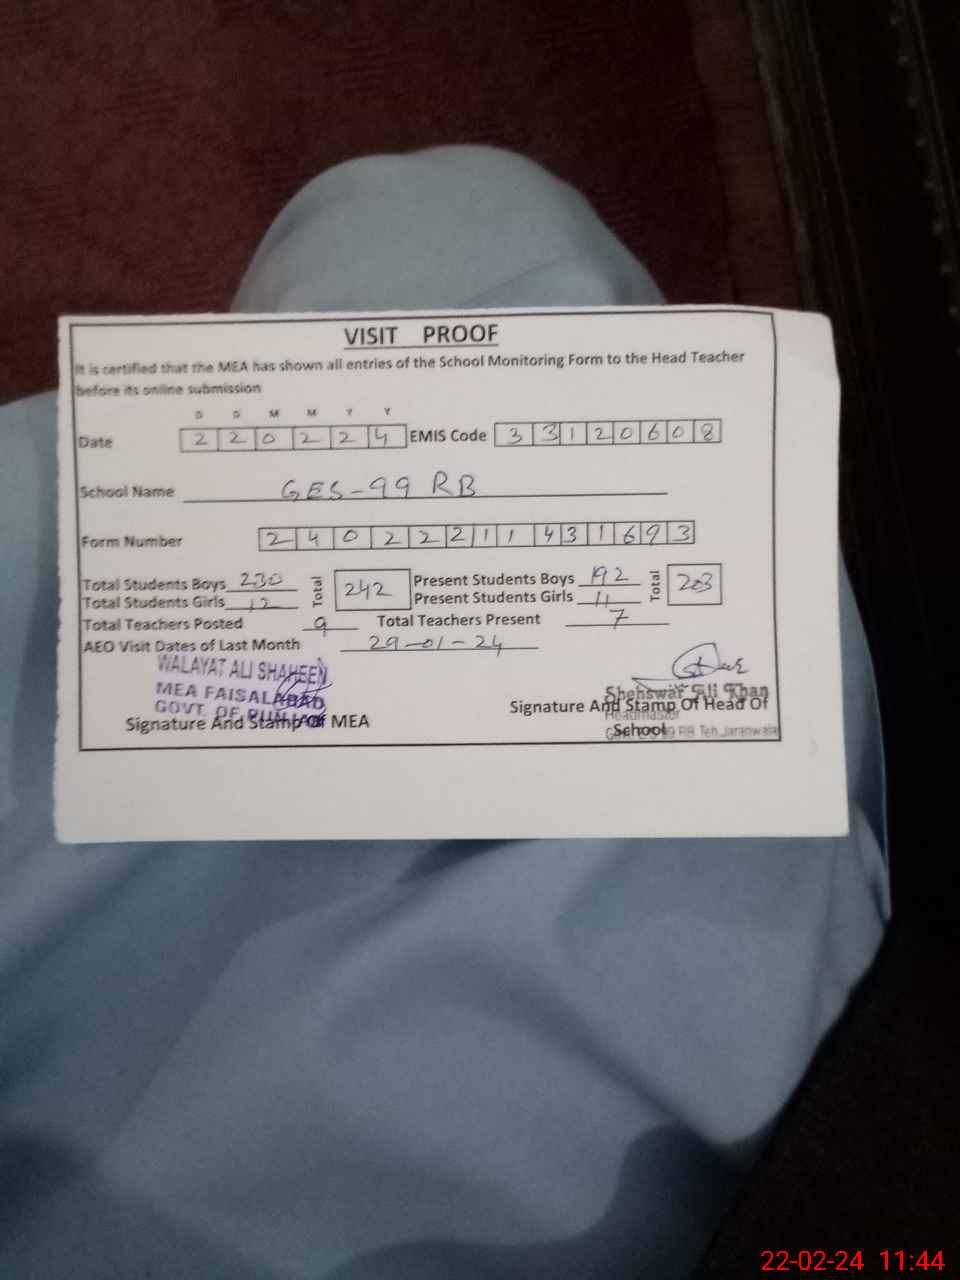 VISIT PROOF
It is certified that the MEA has shown all entries of the School Monitoring Form to the Head Teacher
before its online submission
D D M M Y Y
Date 2 2 0 2 2 4 EMIS Code 3 3 1 2 0 6 0 8
School Name GES-99 RB
Form Number 2 4 0 2 2 2 1 1 4 3 1 6 9 3
Total Students Boys 230 Total 242 Present Students Boys 192 Total 203
Total Students Girls 12 Present Students Girls 11
Total Teachers Posted 9 Total Teachers Present 7
AEO Visit Dates of Last Month 29-01-24
WALAYAT ALI SHAHEEN
MEA FAISALABAD
GOVT. OF PUNJAB
Signature And Stamp Of MEA
Shehswar Ali Khan
Signature And Stamp Of Head Of
Headmaster
School
99 RB Teh. Jaranwala
22-02-24 11:44